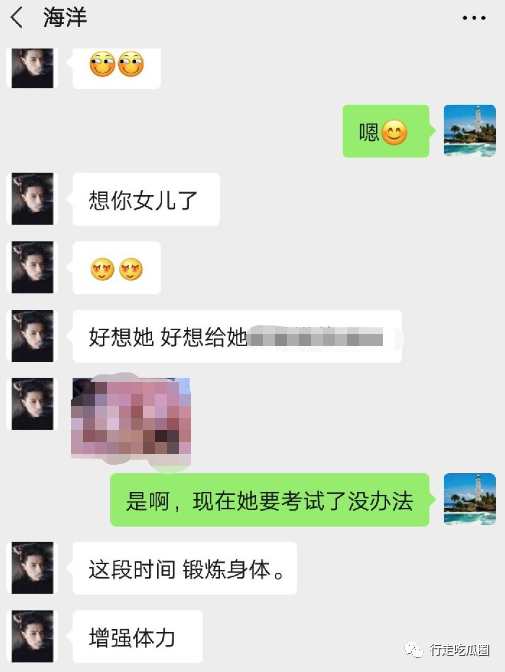 海洋
嗯
想你女儿了
好想她 好想给她
是啊，现在她要考试了没办法
这段时间 锻炼身体。
增强体力
行走吃瓜圈